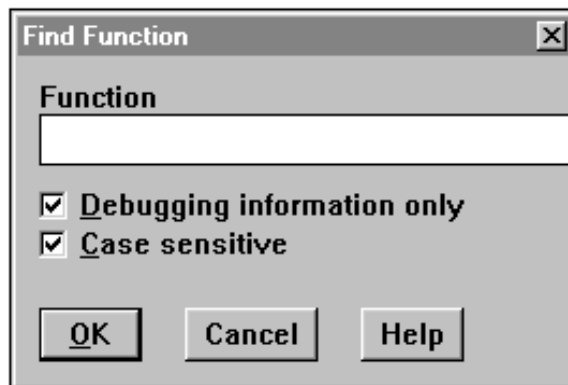 Find Function
Function
Debugging information only
Case sensitive
OK Cancel Help